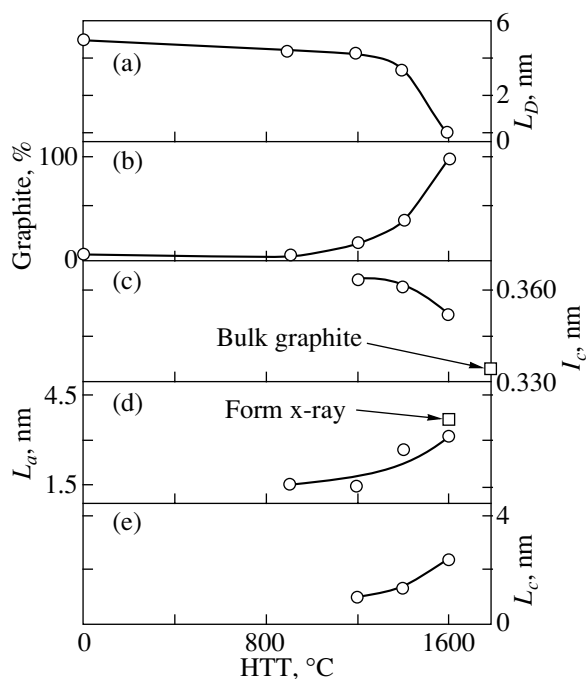 6
(a)
4
2
L_D, nm
0
Graphite, %
100
(b)
0
(c)
0.360
Bulk graphite
I_c, nm
0.330
4.5
(d)
Form x-ray
L_a, nm
1.5
(e)
4
2
L_c, nm
0
0 800 1600
HTT, °C